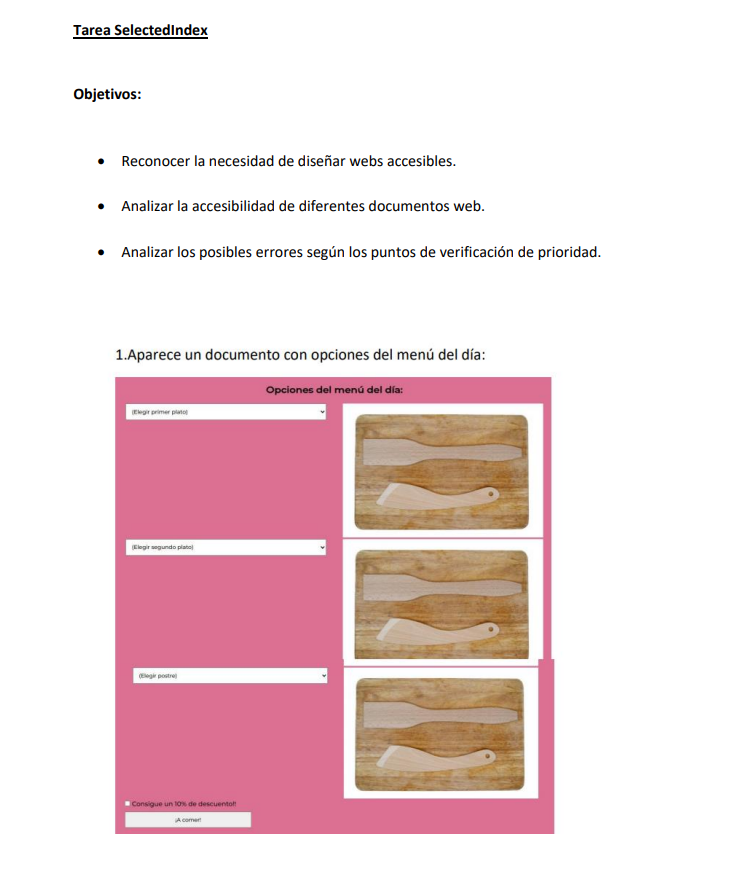 Tarea SelectedIndex
Objetivos:
• Reconocer la necesidad de diseñar webs accesibles.
• Analizar la accesibilidad de diferentes documentos web.
• Analizar los posibles errores según los puntos de verificación de prioridad.
1.Aparece un documento con opciones del menú del día:
Opciones del menú del día:
(Elegir primer plato)
(Elegir segundo plato)
(Elegir postre)
Consigue un 10% de descuento!!
¡A comer!